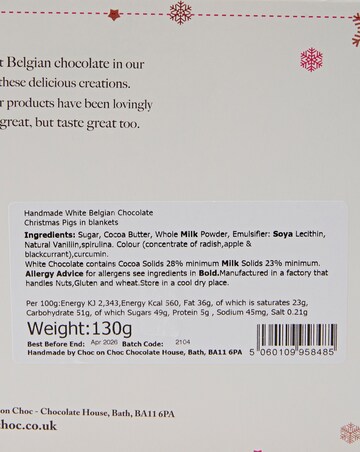 t Belgian chocolate in our
these delicious creations.
r products have been lovingly
great, but taste great too.
Handmade White Belgian Chocolate
Christmas Pigs in blankets
Ingredients: Sugar, Cocoa Butter, Whole Milk Powder, Emulsifier: Soya Lecithin,
Natural Vanillin,spirulina. Colour (concentrate of radish,apple &
blackcurrant),curcumin.
White Chocolate contains Cocoa Solids 28% minimum Milk Solids 23% minimum.
Allergy Advice for allergens see ingredients in Bold.Manufactured in a factory that
handles Nuts,Gluten and wheat.Store in a cool dry place.
Per 100g:Energy KJ 2,343,Energy Kcal 560, Fat 36g, of which is saturates 23g,
Carbohydrate 51g, of which Sugars 49g, Protein 5g , Sodium 45mg, Salt 0.21g
Weight:130g
Best Before End: Apr 2026 Batch Code: 2104
Handmade by Choc on Choc Chocolate House, Bath, BA11 6PA
5 060109 958485
on Choc - Chocolate House, Bath, BA11 6PA
hoc.co.uk